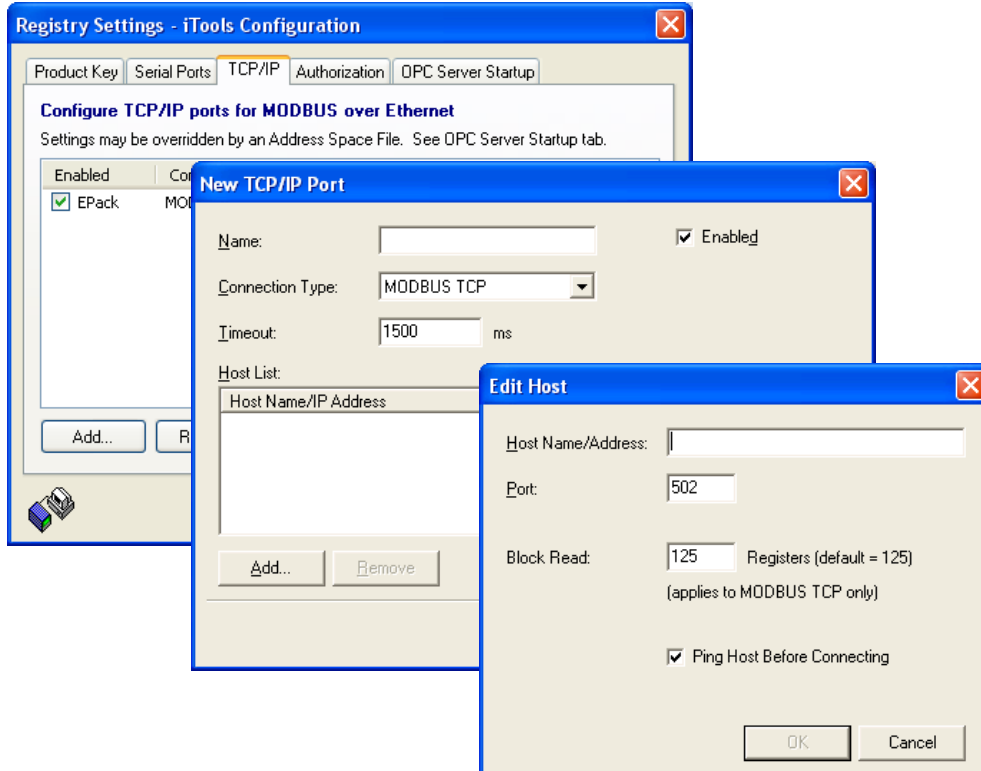 Registry Settings - iTools Configuration
Product Key Serial Ports TCP/IP Authorization OPC Server Startup
Configure TCP/IP ports for MODBUS over Ethernet
Settings may be overridden by an Address Space File. See OPC Server Startup tab.
Enabled
EPack
Add...
New TCP/IP Port
Name:
Enabled
Connection Type: MODBUS TCP
Timeout: 1500 ms
Host List:
Host Name/IP Address
Add... Remove
Edit Host
Host Name/Address:
Port: 502
Block Read: 125 Registers (default = 125)
(applies to MODBUS TCP only)
Ping Host Before Connecting
OK Cancel